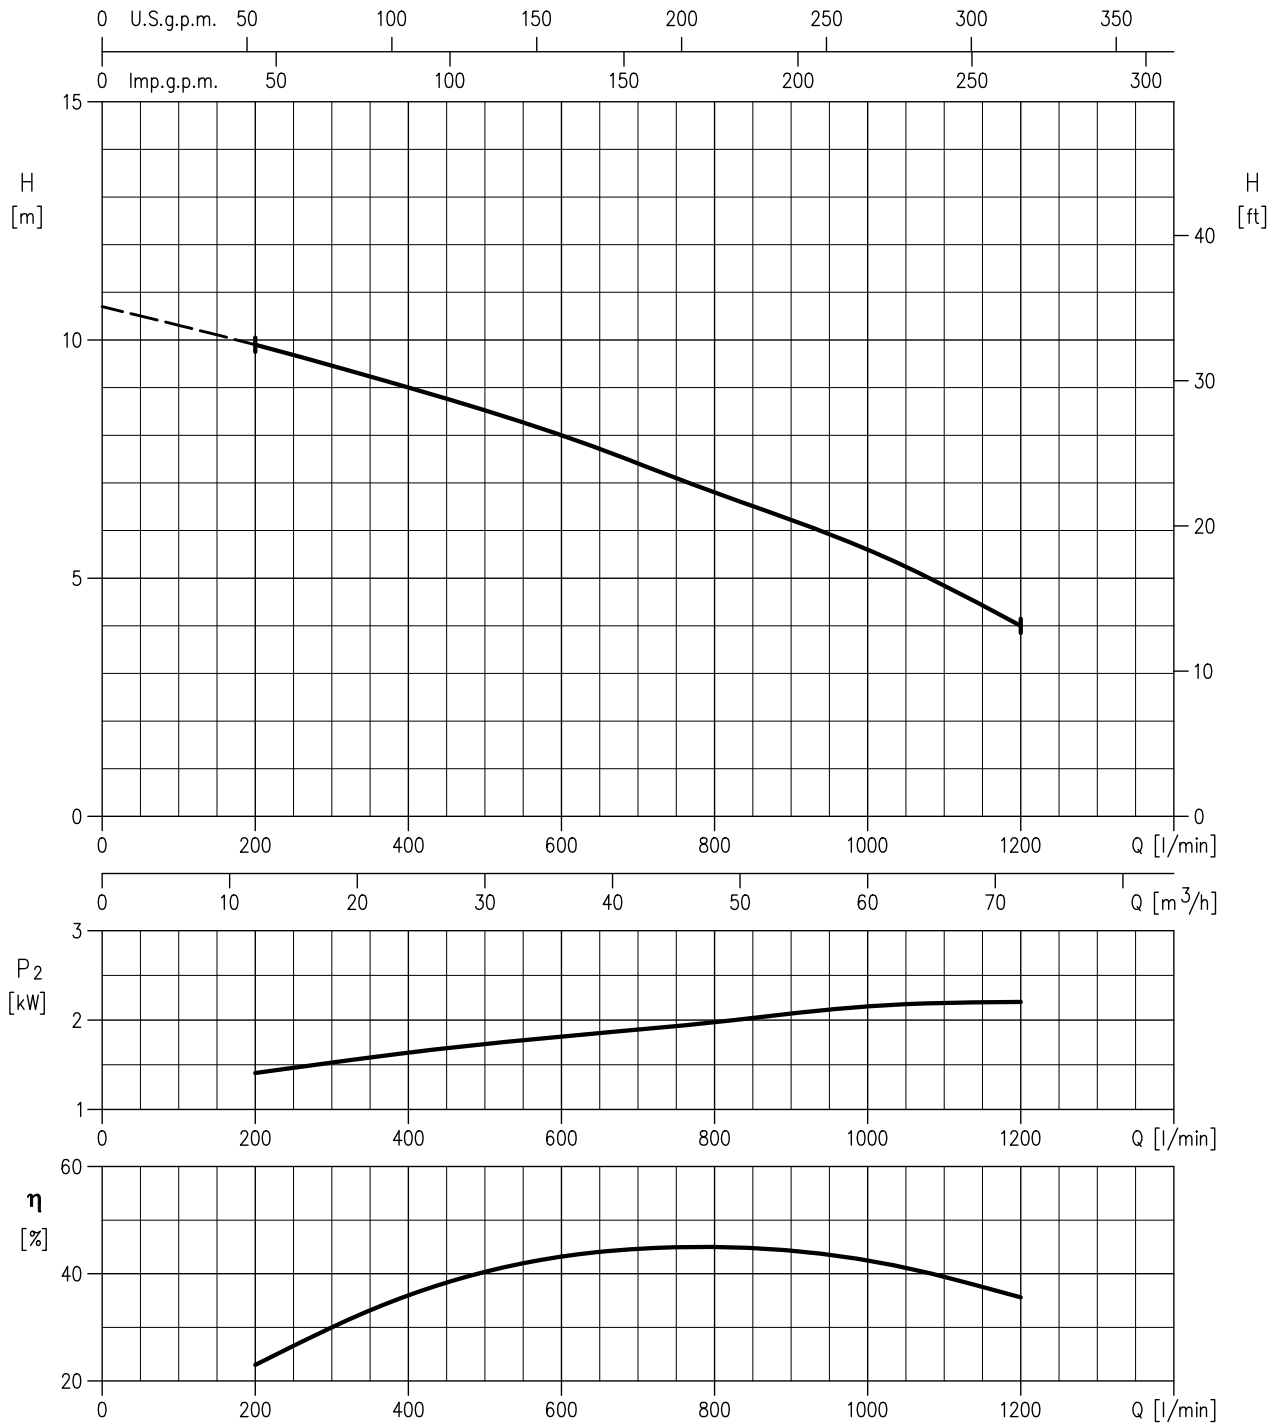 0 U.S.g.p.m. 50 100 150 200 250 300 350
0 Imp.g.p.m. 50 100 150 200 250 300
15
H
[m]
H
[ft]
40
10
30
20
5
10
0
0
0 200 400 600 800 1000 1200 Q [l/min]
0 10 20 30 40 50 60 70 Q [m³/h]
3
P₂
[kW]
2
1
0 200 400 600 800 1000 1200 Q [l/min]
60
η
[%]
40
20
0 200 400 600 800 1000 1200 Q [l/min]